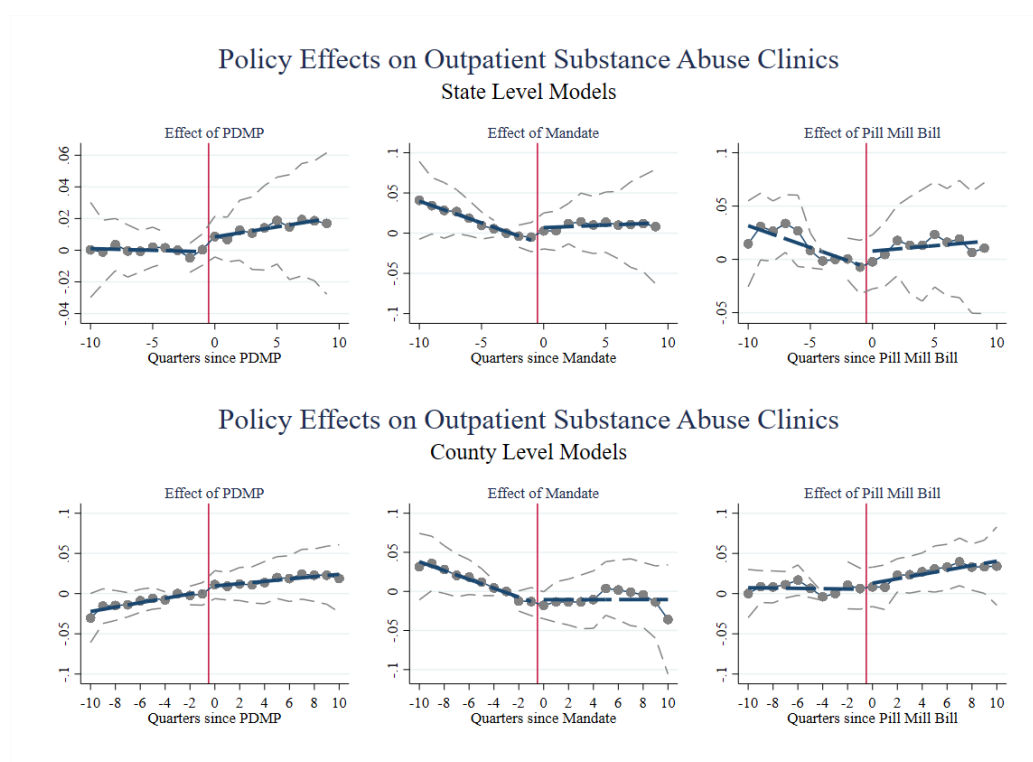 Policy Effects on Outpatient Substance Abuse Clinics
State Level Models
Effect of PDMP
Effect of Mandate
Effect of Pill Mill Bill
.06
.04
.02
0
-.02
-.04
-10 -5 0 5 10
Quarters since PDMP
.1
.05
0
-.05
-.1
-10 -5 0 5 10
Quarters since Mandate
.1
.05
0
-.05
-10 -5 0 5 10
Quarters since Pill Mill Bill
Policy Effects on Outpatient Substance Abuse Clinics
County Level Models
Effect of PDMP
Effect of Mandate
Effect of Pill Mill Bill
.1
.05
0
-.05
-.1
-10 -8 -6 -4 -2 0 2 4 6 8 10
Quarters since PDMP
.1
.05
0
-.05
-.1
-10 -8 -6 -4 -2 0 2 4 6 8 10
Quarters since Mandate
.1
.05
0
-.05
-.1
-10 -8 -6 -4 -2 0 2 4 6 8 10
Quarters since Pill Mill Bill